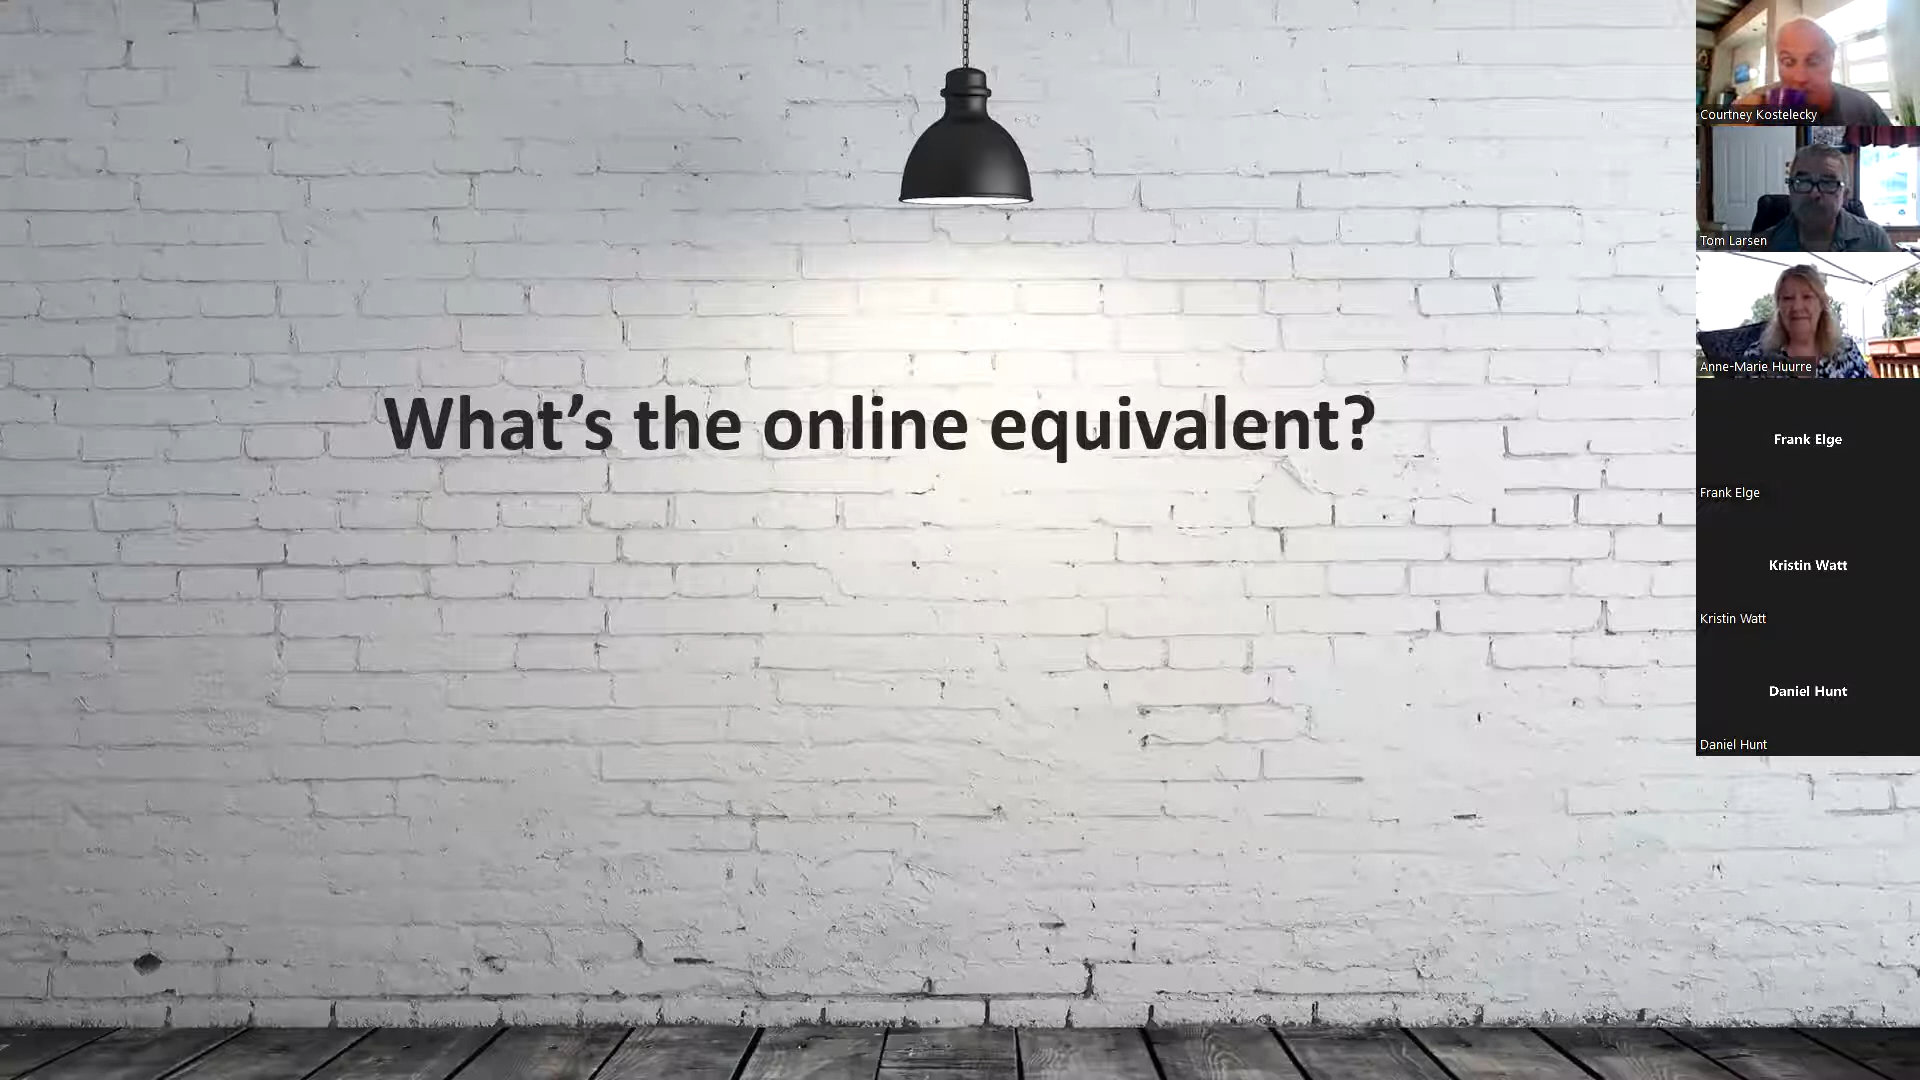 What’s the online equivalent?
Courtney Kostelecky
Tom Larsen
Anne-Marie Huurre
Frank Elge
Frank Elge
Kristin Watt
Kristin Watt
Daniel Hunt
Daniel Hunt